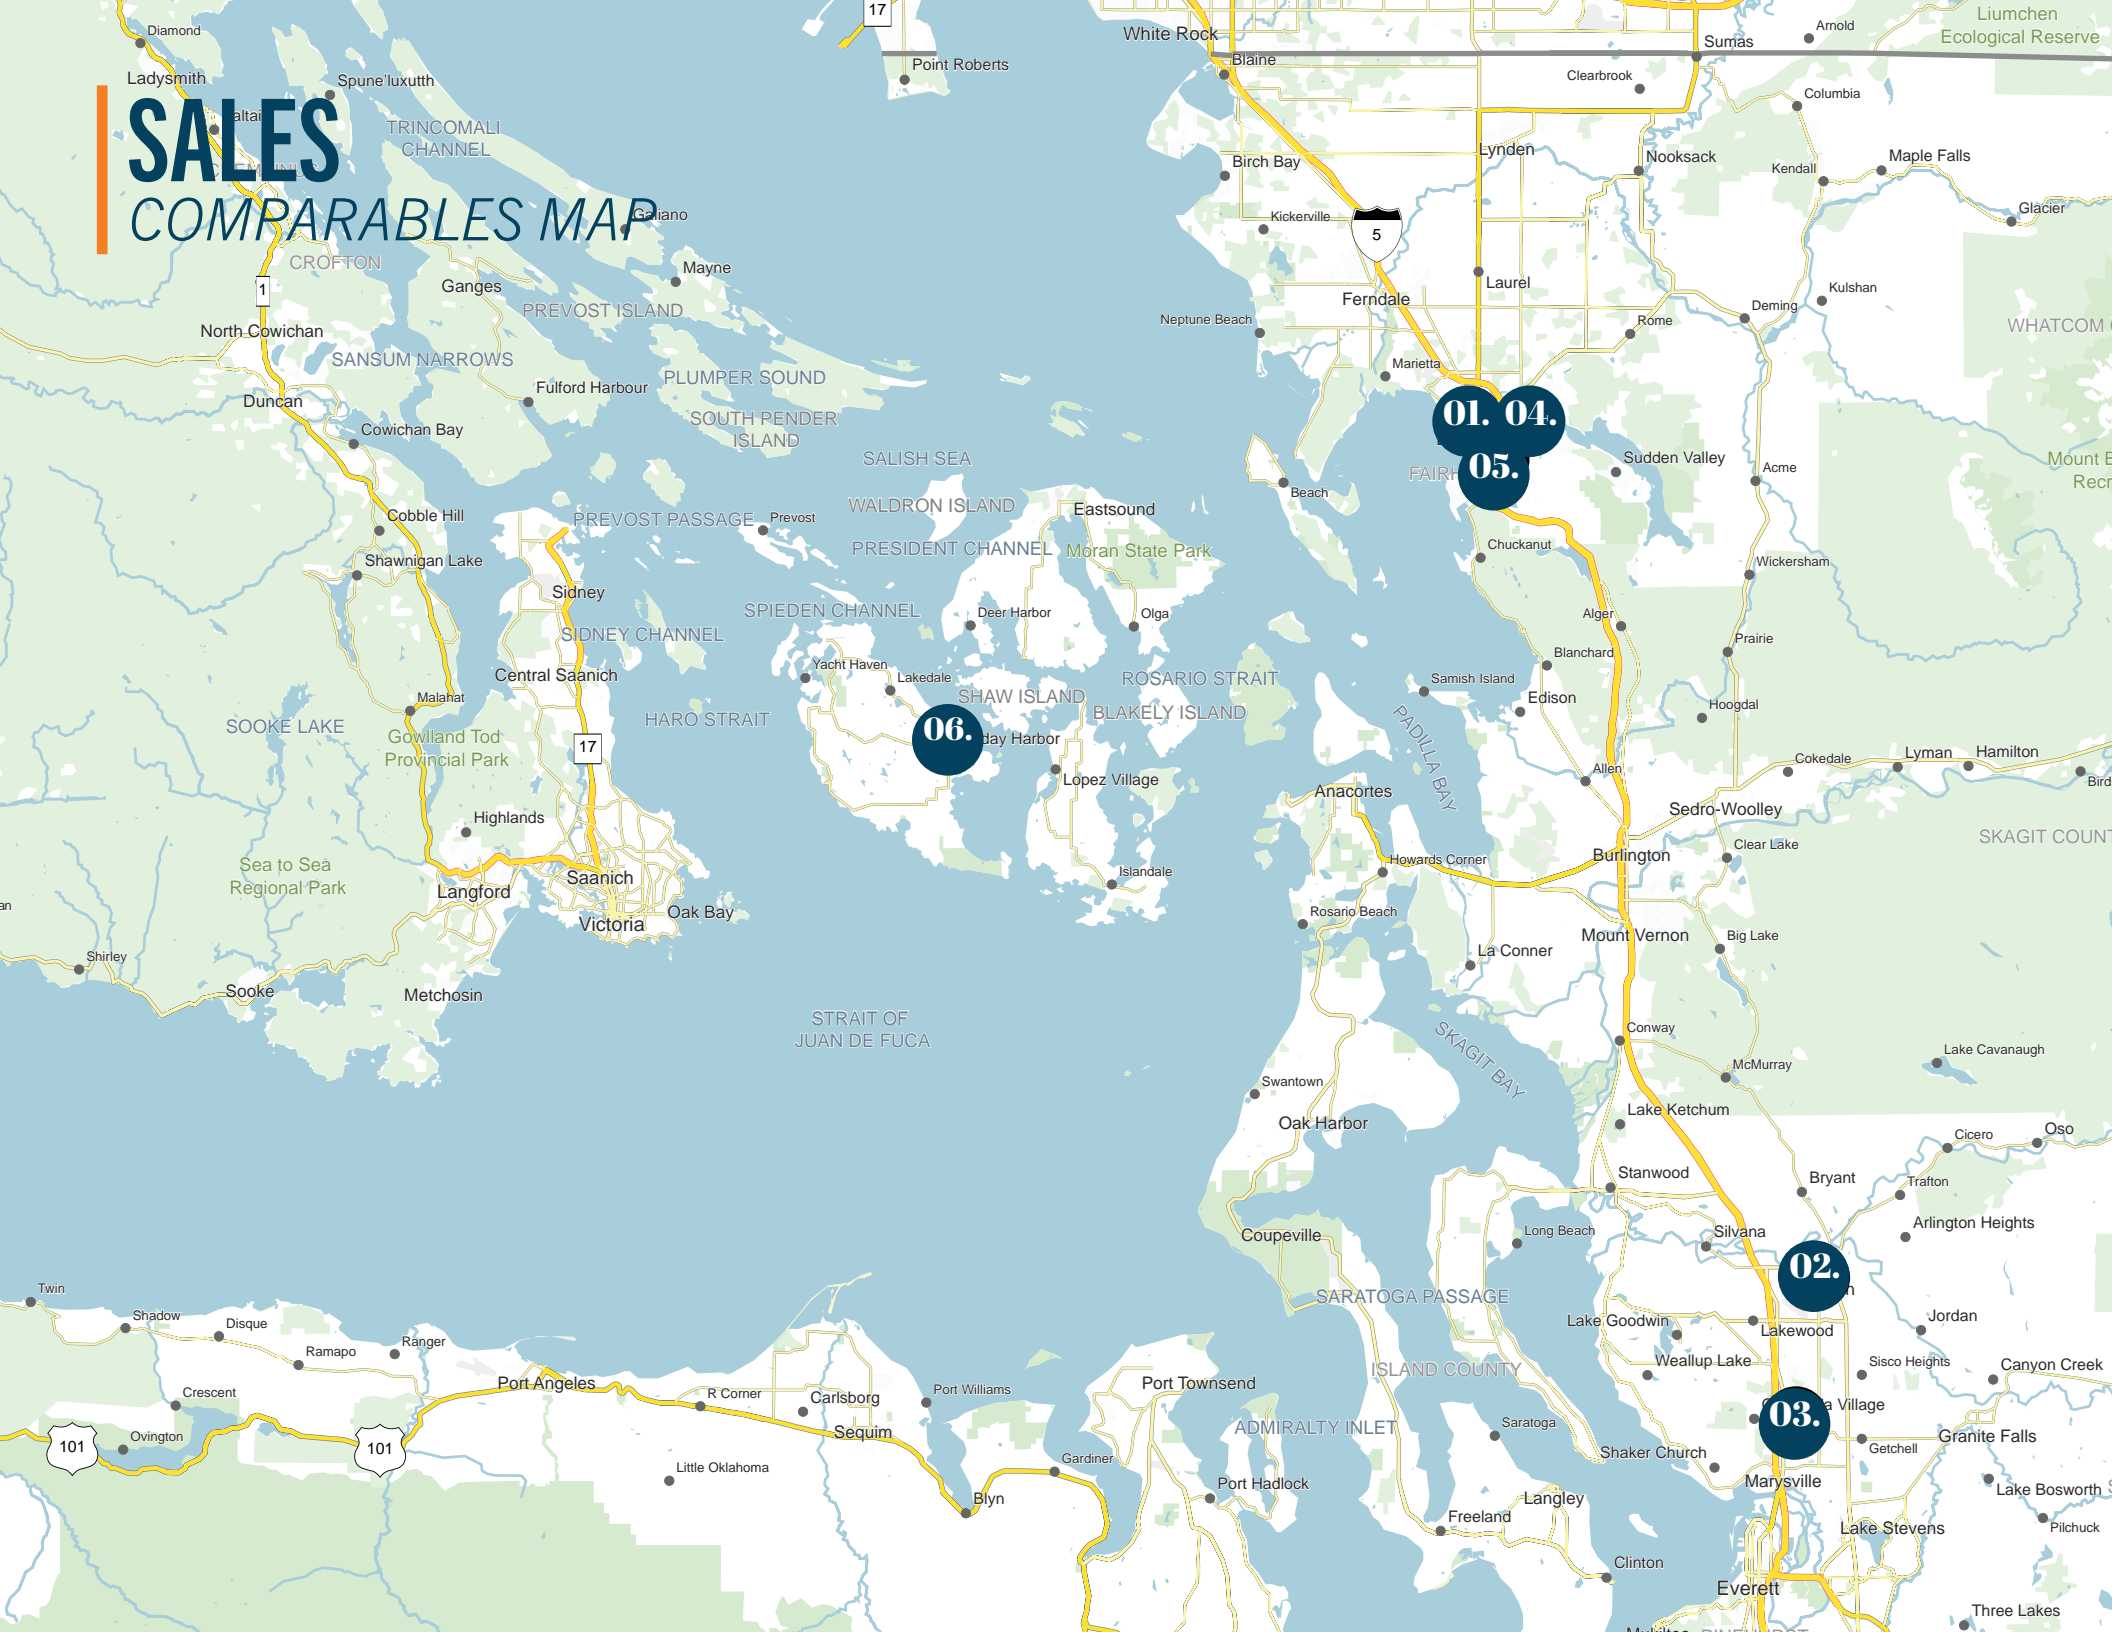 SALES
COMPARABLES MAP
Diamond
Ladysmith
Spune'luxutth
TRINCOMALI
CHANNEL
Galiano
Mayne
CROFTON
Ganges
PREVOST ISLAND
1
North Cowichan
SANSUM NARROWS
Fulford Harbour
PLUMPER SOUND
Duncan
SOUTH PENDER
ISLAND
Cowichan Bay
SALISH SEA
WALDRON ISLAND
Eastsound
Cobble Hill
PREVOST PASSAGE
Prevost
PRESIDENT CHANNEL
Moran State Park
Shawnigan Lake
Sidney
SPIEDEN CHANNEL
Deer Harbor
Olga
SIDNEY CHANNEL
Central Saanich
Yacht Haven
Lakedale
ROSARIO STRAIT
SHAW ISLAND
BLAKELY ISLAND
Malahat
HARO STRAIT
SOOKE LAKE
Gowlland Tod
Provincial Park
17
06.
day Harbor
Lopez Village
Highlands
Sea to Sea
Regional Park
Langford
Saanich
Victoria
Oak Bay
Islandale
an
Shirley
Sooke
Metchosin
STRAIT OF
JUAN DE FUCA
17
Point Roberts
White Rock
Blaine
Sumas
Arnold
Liumchen
Ecological Reserve
Clearbrook
Columbia
Birch Bay
Lynden
Nooksack
Kendall
Maple Falls
Kickerville
5
Glacier
Laurel
Ferndale
Kulshan
Neptune Beach
Rome
Deming
WHATCOM
Marietta
01.
04.
05.
FAIRH
Sudden Valley
Acme
Mount
Recr
Beach
Chuckanut
Wickersham
Alger
Prairie
Blanchard
Samish Island
Edison
Hoogdal
PADILLA BAY
Allen
Cokedale
Lyman
Hamilton
Bird
Anacortes
Sedro-Woolley
SKAGIT COUNT
Burlington
Clear Lake
Howards Corner
Rosario Beach
Mount Vernon
Big Lake
La Conner
SKAGIT BAY
Conway
Lake Cavanaugh
McMurray
Swantown
Lake Ketchum
Oak Harbor
Cicero
Oso
Stanwood
Bryant
Trafton
Coupeville
Long Beach
Silvana
Arlington Heights
02.
n
SARATOGA PASSAGE
Lake Goodwin
Lakewood
Jordan
ISLAND COUNTY
Weallup Lake
Sisco Heights
Canyon Creek
03.
a Village
Granite Falls
Getchell
Saratoga
Shaker Church
Marysville
Lake Bosworth
Lake Stevens
Pilchuck
Langley
Freeland
Clinton
Everett
Three Lakes
Twin
Shadow
Disque
Ramapo
Ranger
Crescent
Port Angeles
R Corner
Carlsborg
Port Williams
Port Townsend
ADMIRALTY INLET
101
Ovington
101
Sequim
Little Oklahoma
Gardiner
Port Hadlock
Blyn